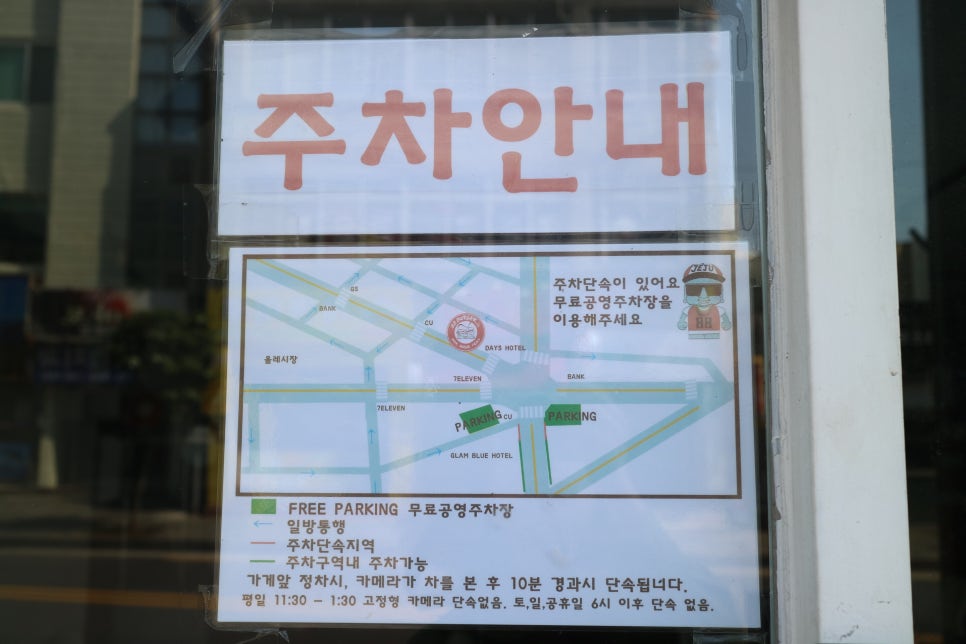 주차안내
주차단속이 있어요
무료공영주차장을
이용해주세요
JEJU
88
GS
BANK
CU
DAYS HOTEL
올레시장
7ELEVEN
BANK
7ELEVEN
PARKING
CU
PARKING
GLAM BLUE HOTEL
FREE PARKING 무료공영주차장
일방통행
주차단속지역
주차구역내 주차가능
가게앞 정차시, 카메라가 차를 본 후 10분 경과시 단속됩니다.
평일 11:30 - 1:30 고정형 카메라 단속없음. 토,일,공휴일 6시 이후 단속 없음.